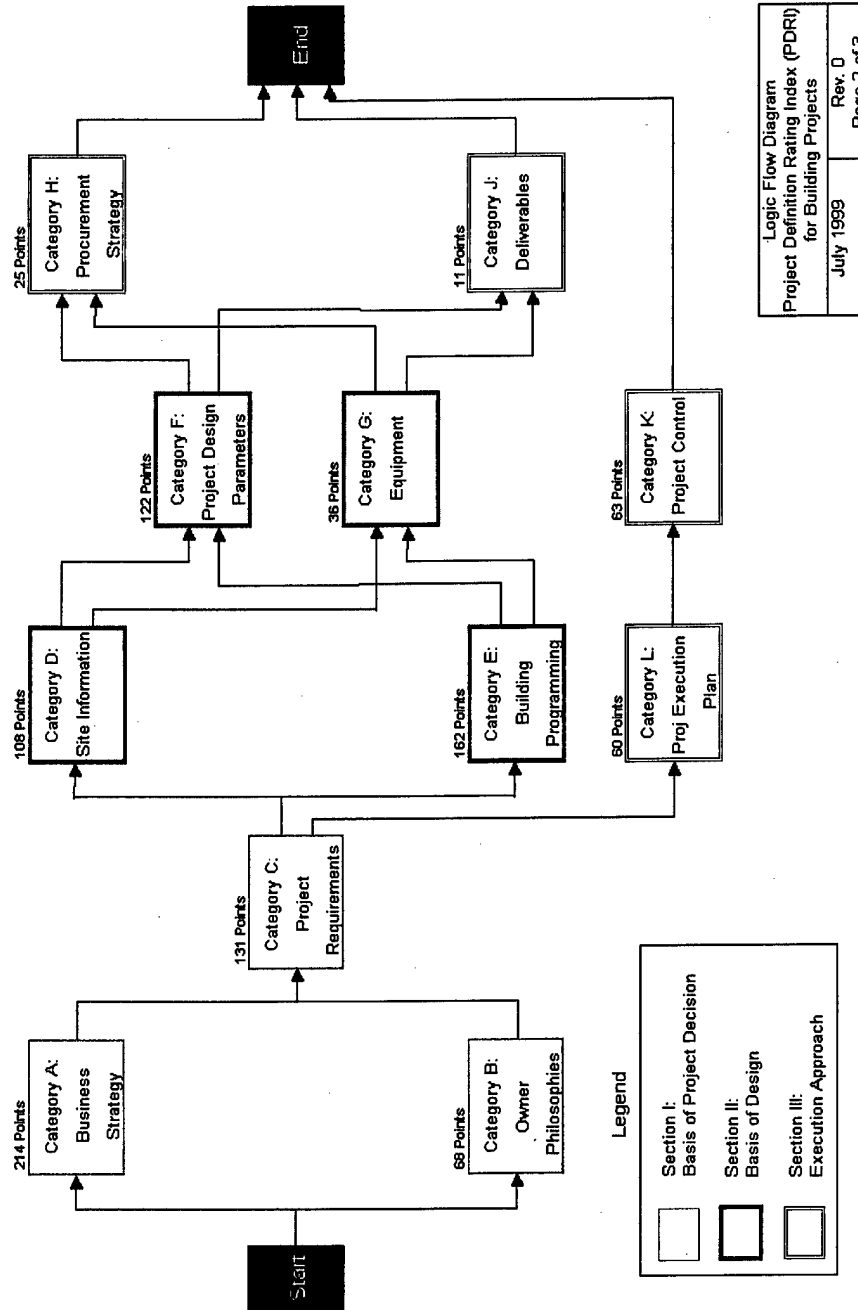 Start
214 Points
Category A:
Business
Strategy
68 Points
Category B:
Owner
Philosophies
131 Points
Category C:
Project
Requirements
108 Points
Category D:
Site Information
162 Points
Category E:
Building
Programming
60 Points
Category L:
Proj Execution
Plan
122 Points
Category F:
Project Design
Parameters
36 Points
Category G:
Equipment
63 Points
Category K:
Project Control
25 Points
Category H:
Procurement
Strategy
11 Points
Category J:
Deliverables
End
Legend
Section I:
Basis of Project Decision
Section II:
Basis of Design
Section III:
Execution Approach
Logic Flow Diagram
Project Definition Rating Index (PDRI)
for Building Projects
July 1999
Rev. 0